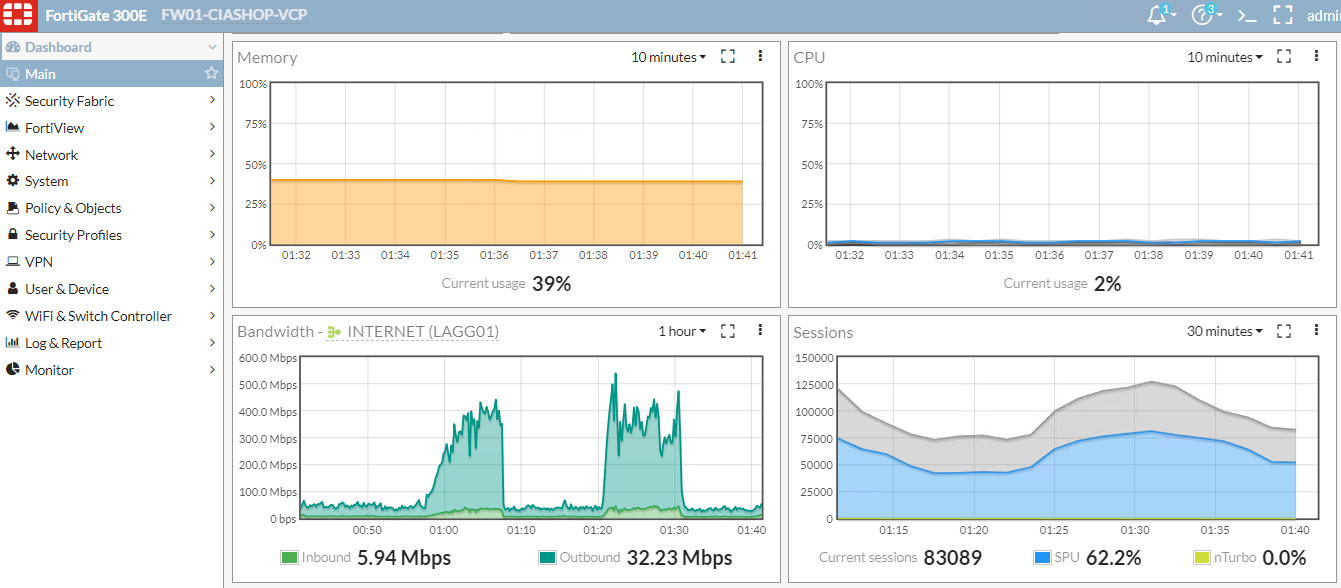 FortiGate 300E FW01-CIASHOP-VCP 1 3 admi
Dashboard
Main
Security Fabric
FortiView
Network
System
Policy & Objects
Security Profiles
VPN
User & Device
WiFi & Switch Controller
Log & Report
Monitor
Memory 10 minutes
100%
75%
50%
25%
0%
01:32 01:33 01:34 01:35 01:36 01:37 01:38 01:39 01:40 01:41
Current usage 39%
CPU 10 minutes
100%
75%
50%
25%
0%
01:32 01:33 01:34 01:35 01:36 01:37 01:38 01:39 01:40 01:41
Current usage 2%
Bandwidth - INTERNET (LAGG01) 1 hour
600.0 Mbps
500.0 Mbps
400.0 Mbps
300.0 Mbps
200.0 Mbps
100.0 Mbps
0 bps
00:50 01:00 01:10 01:20 01:30 01:40
Inbound 5.94 Mbps Outbound 32.23 Mbps
Sessions 30 minutes
150000
125000
100000
75000
50000
25000
0
01:15 01:20 01:25 01:30 01:35 01:40
Current sessions 83089 SPU 62.2% nTurbo 0.0%